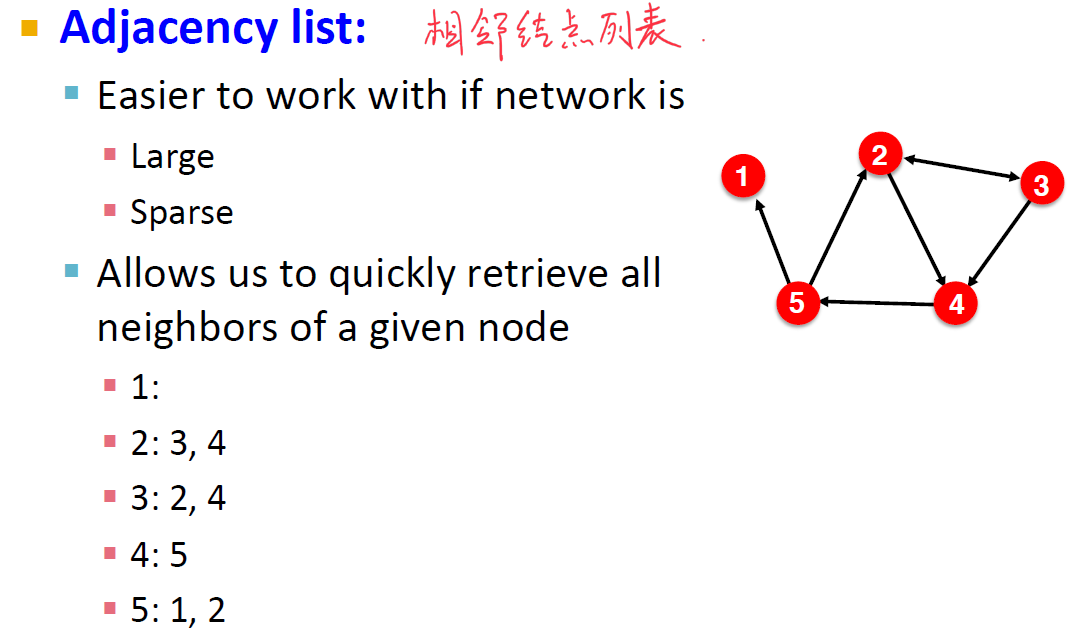 Adjacency list: 相邻结点列表.
Easier to work with if network is
Large
Sparse
Allows us to quickly retrieve all
neighbors of a given node
1:
2: 3, 4
3: 2, 4
4: 5
5: 1, 2
1
2
3
5
4